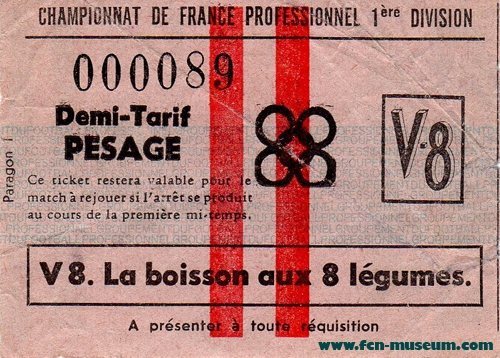 CHAMPIONNAT DE FRANCE PROFESSIONNEL 1ère DIVISION
000089
Demi-Tarif
PESAGE
88
V-8
Ce ticket restera valable pour le
match à rejouer si l'arrêt se produit
au cours de la première mi-temps.
Paragon
V 8. La boisson aux 8 légumes.
A présenter à toute réquisition
www.fcn-museum.com